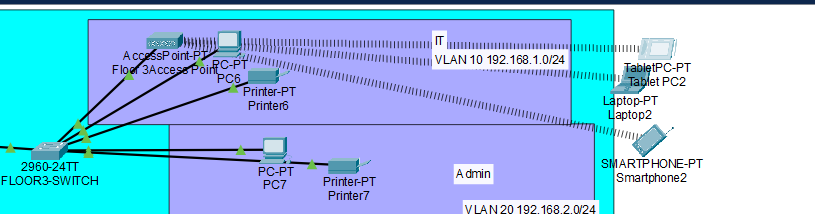 IT
AccessPoint-PT
Floor 3Access Point
PC-PT
PC6
VLAN 10 192.168.1.0/24
TabletPC-PT
Tablet PC2
Printer-PT
Printer6
Laptop-PT
Laptop2
2960-24TT
FLOOR3-SWITCH
PC-PT
PC7
Printer-PT
Printer7
Admin
SMARTPHONE-PT
Smartphone2
VLAN 20 192.168.2.0/24